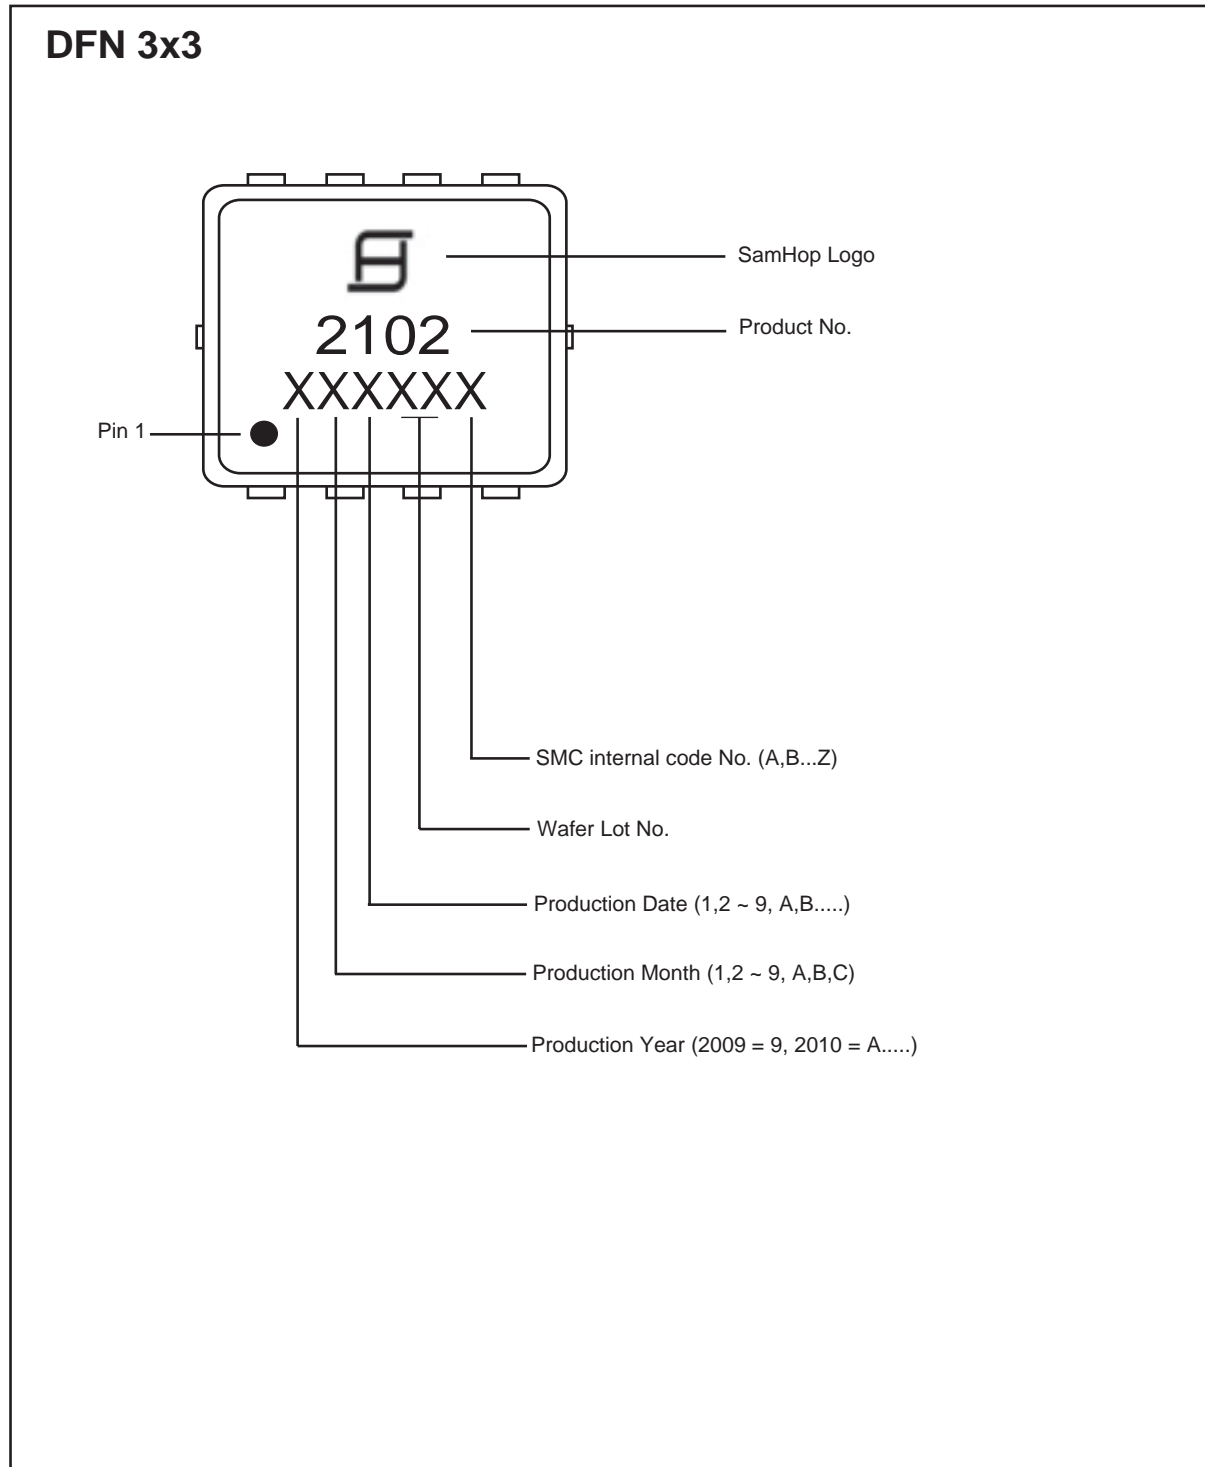 DFN 3x3
SamHop Logo
2102
Product No.
XXXXXX
Pin 1
SMC internal code No. (A,B...Z)
Wafer Lot No.
Production Date (1,2 ~ 9, A,B.....)
Production Month (1,2 ~ 9, A,B,C)
Production Year (2009 = 9, 2010 = A.....)